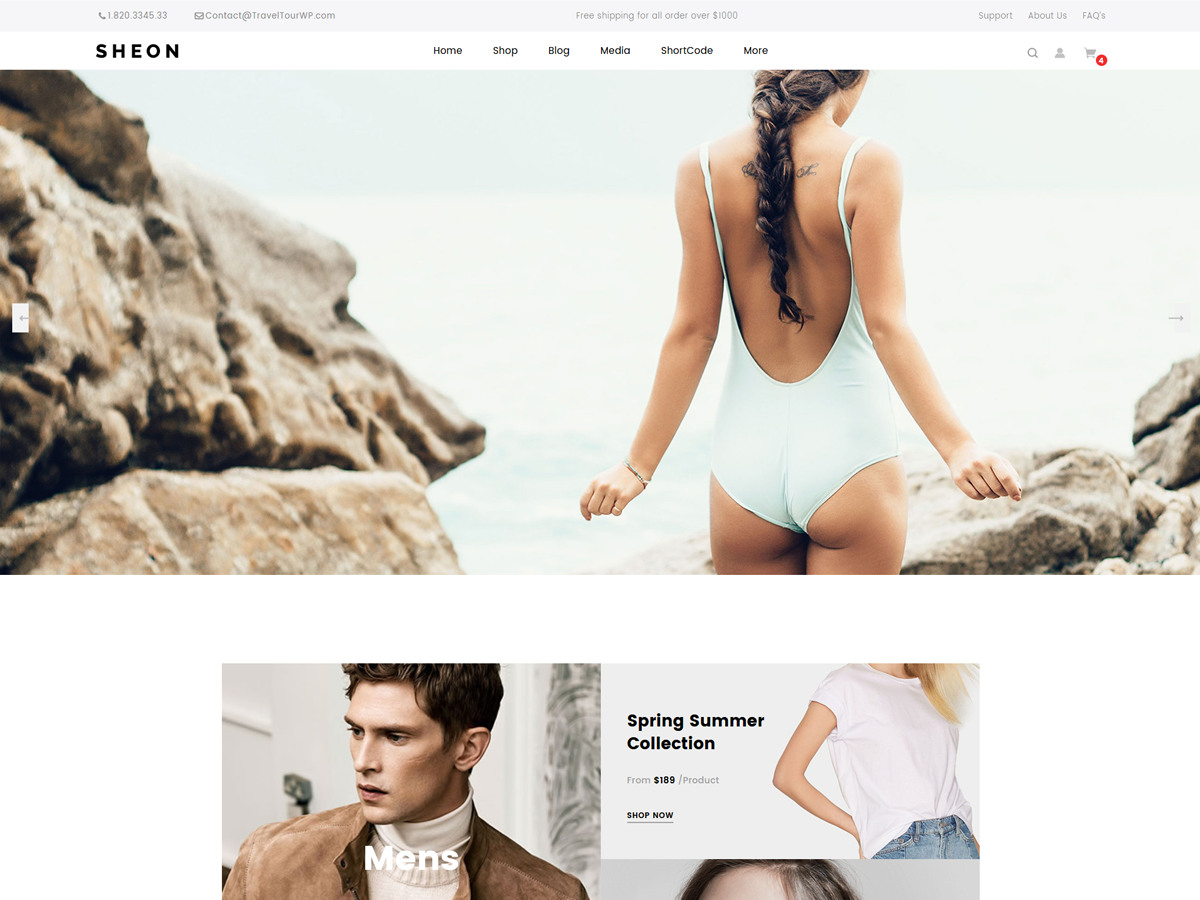 1.820.3345.33
Contact@TravelTourWP.com
Free shipping for all order over $1000
Support
About Us
FAQ's
SHEON
Home
Shop
Blog
Media
ShortCode
More
4
Spring Summer
Collection
From $189 /Product
SHOP NOW
Mens